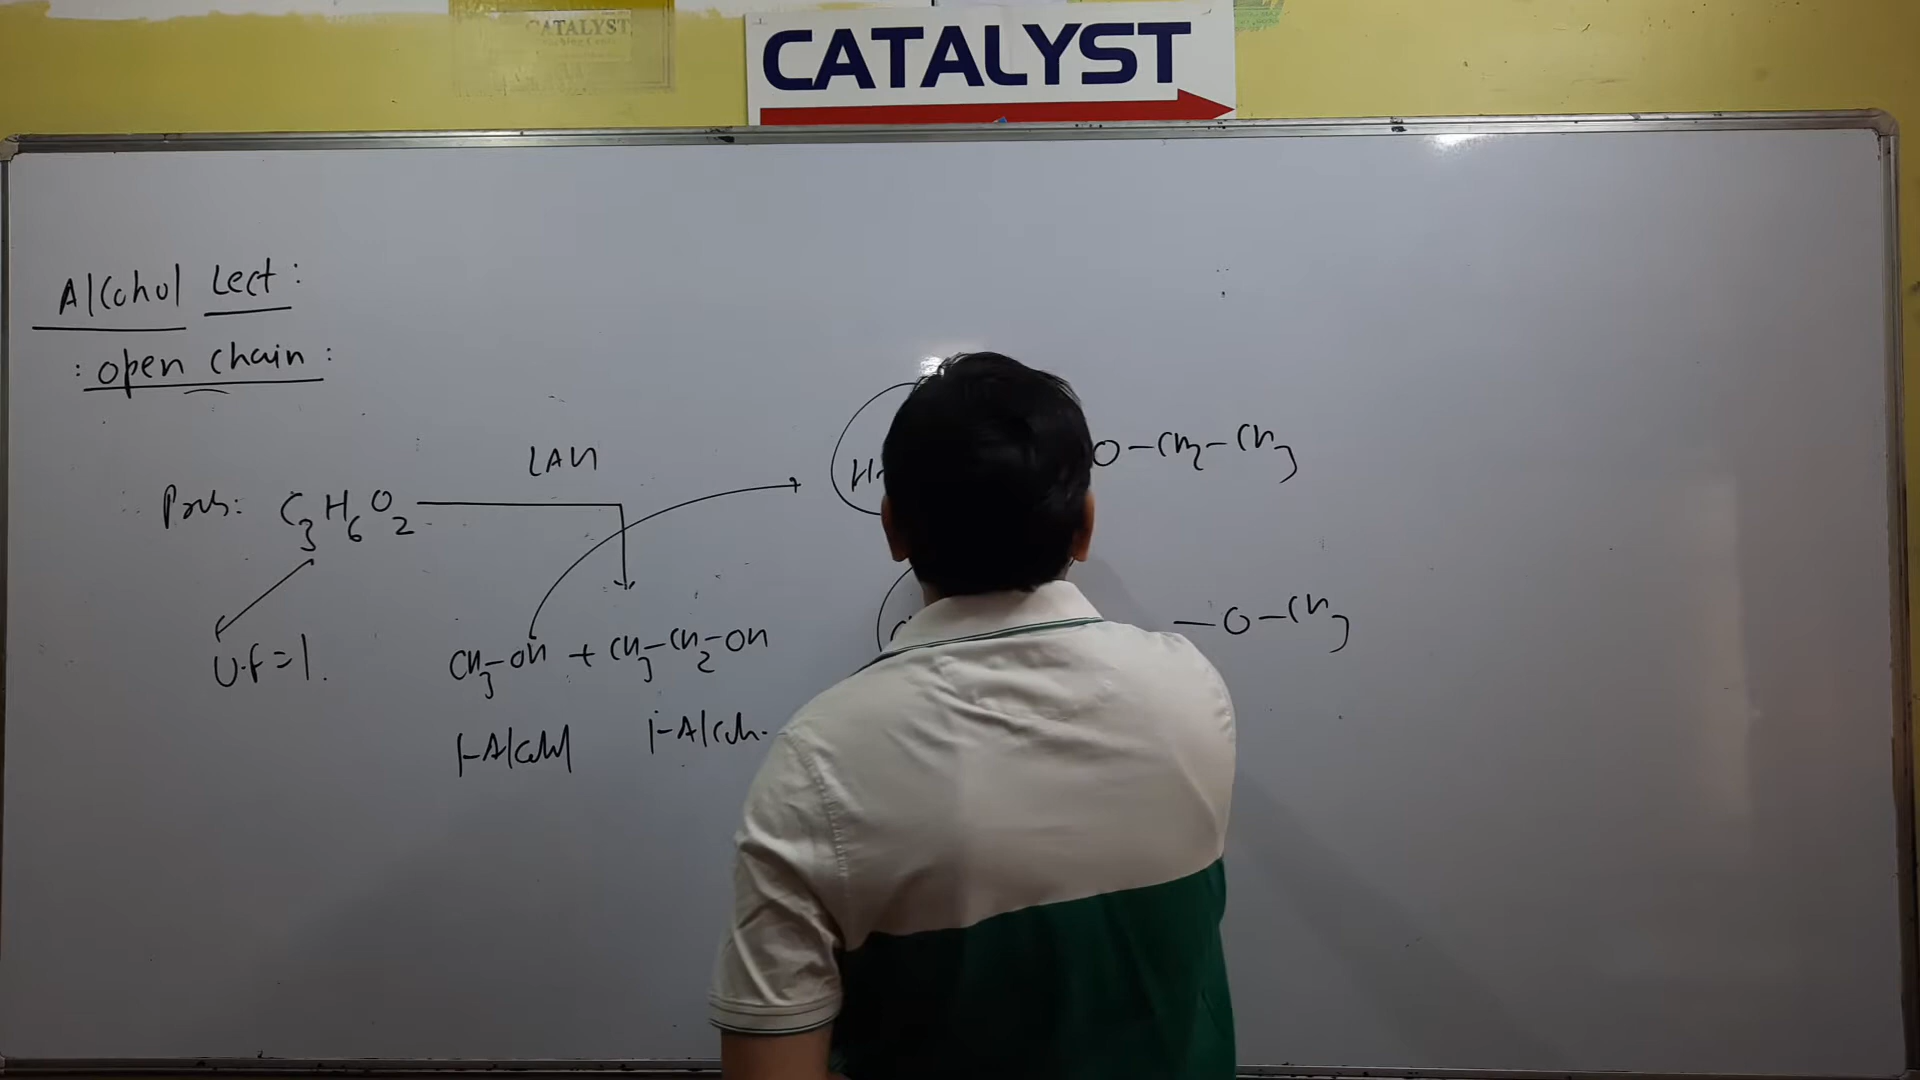 CATALYST
CATALYST
Alcohol Lect:
: open chain :
LAH
O-CH2-CH3
Prob: C3H6O2
H-
-O-CH3
U.F=1.
CH3-OH + CH3-CH2-OH
1-Alcohol 1-Alcoh.